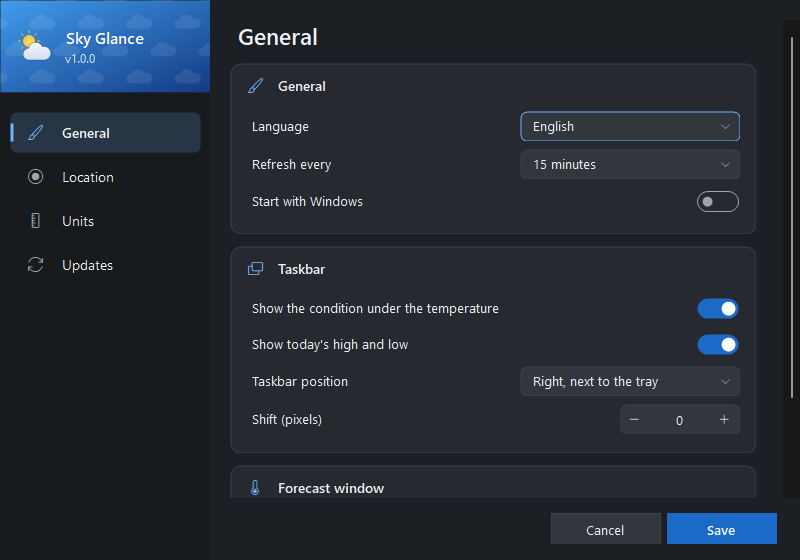 Sky Glance
v1.0.0
General
Location
Units
Updates
General
General
Language
English
Refresh every
15 minutes
Start with Windows
Taskbar
Show the condition under the temperature
Show today's high and low
Taskbar position
Right, next to the tray
Shift (pixels)
− 0 +
Forecast window
Cancel
Save